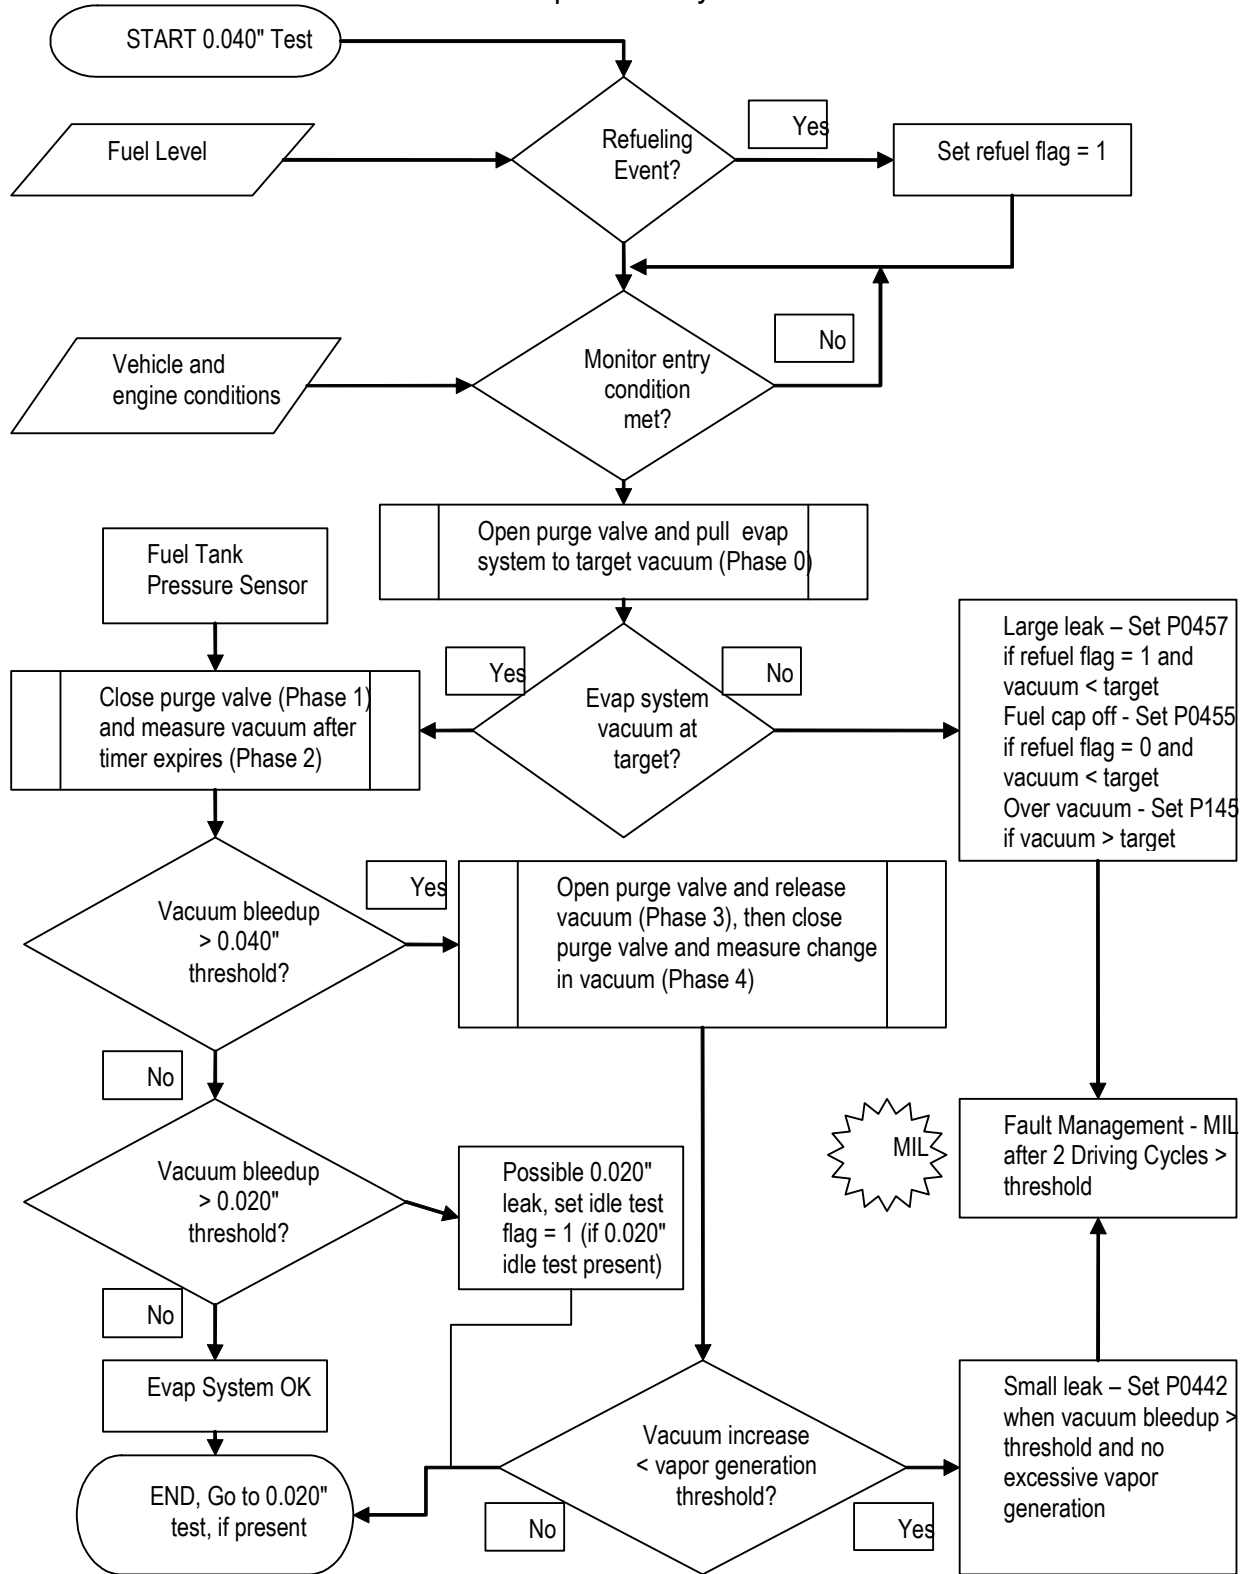 START 0.040" Test
Refueling
Event?
Yes
Set refuel flag = 1
Fuel Level
No
Monitor entry
condition
met?
Vehicle and
engine conditions
Open purge valve and pull evap
system to target vacuum (Phase 0)
Fuel Tank
Pressure Sensor
Yes
No
Evap system
vacuum at
target?
Close purge valve (Phase 1)
and measure vacuum after
timer expires (Phase 2)
Large leak – Set P0457
if refuel flag = 1 and
vacuum < target
Fuel cap off - Set P0455
if refuel flag = 0 and
vacuum < target
Over vacuum - Set P145
if vacuum > target
Vacuum bleedup
> 0.040"
threshold?
Yes
Open purge valve and release
vacuum (Phase 3), then close
purge valve and measure change
in vacuum (Phase 4)
No
Vacuum bleedup
> 0.020"
threshold?
Possible 0.020"
leak, set idle test
flag = 1 (if 0.020"
idle test present)
MIL
Fault Management - MIL
after 2 Driving Cycles >
threshold
No
Evap System OK
END, Go to 0.020"
test, if present
Vacuum increase
< vapor generation
threshold?
No
Yes
Small leak – Set P0442
when vacuum bleedup >
threshold and no
excessive vapor
generation